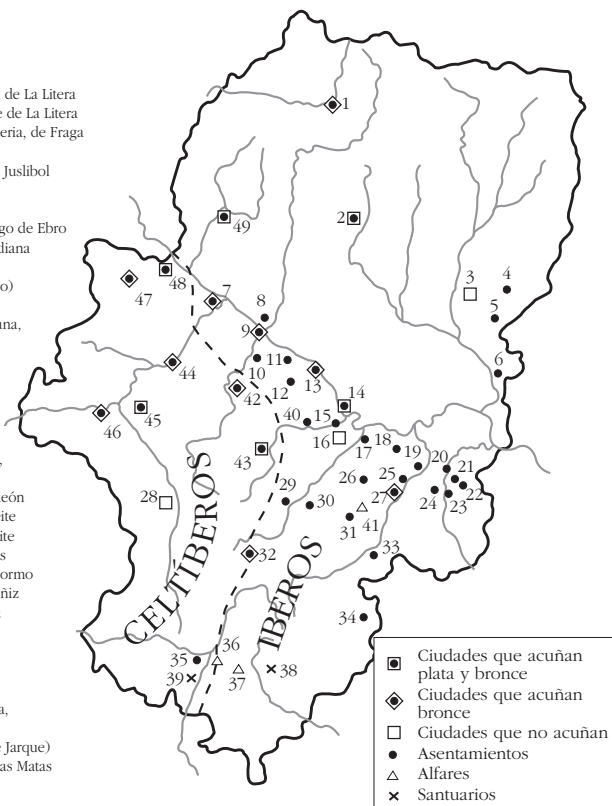 de La Litera
e de La Litera
eria, de Fraga
Juslibol
go de Ebro
diana
o)
una,
eón
eite
ite
s
ormo
ñiz
a,
e Jarque)
as Matas
1
49
2
48
47
7
3
4
5
8
9
6
44
10
11
12
13
42
14
46
45
40
15
16
43
17
18
19
20
21
22
23
24
25
26
27
28
29
30
31
41
32
33
34
35
36
37
38
39
CELTÍBEROS
IBEROS
Ciudades que acuñan
plata y bronce
Ciudades que acuñan
bronce
Ciudades que no acuñan
Asentamientos
Alfares
Santuarios